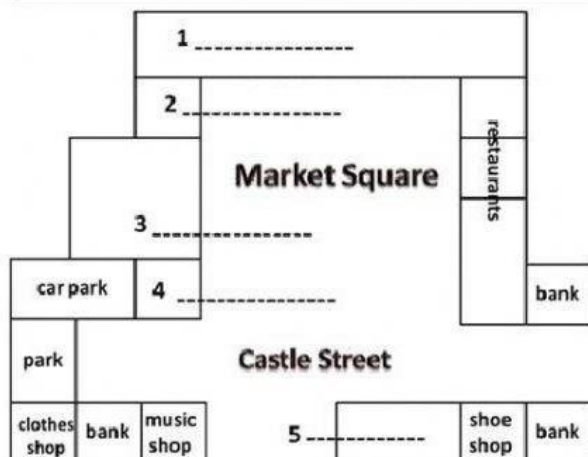 1 ----------------
2 ----------------
restaurants
Market Square
3 ----------------
car park
4 ----------------
bank
park
Castle Street
clothes
shop
bank
music
shop
5 ------------
shoe
shop
bank